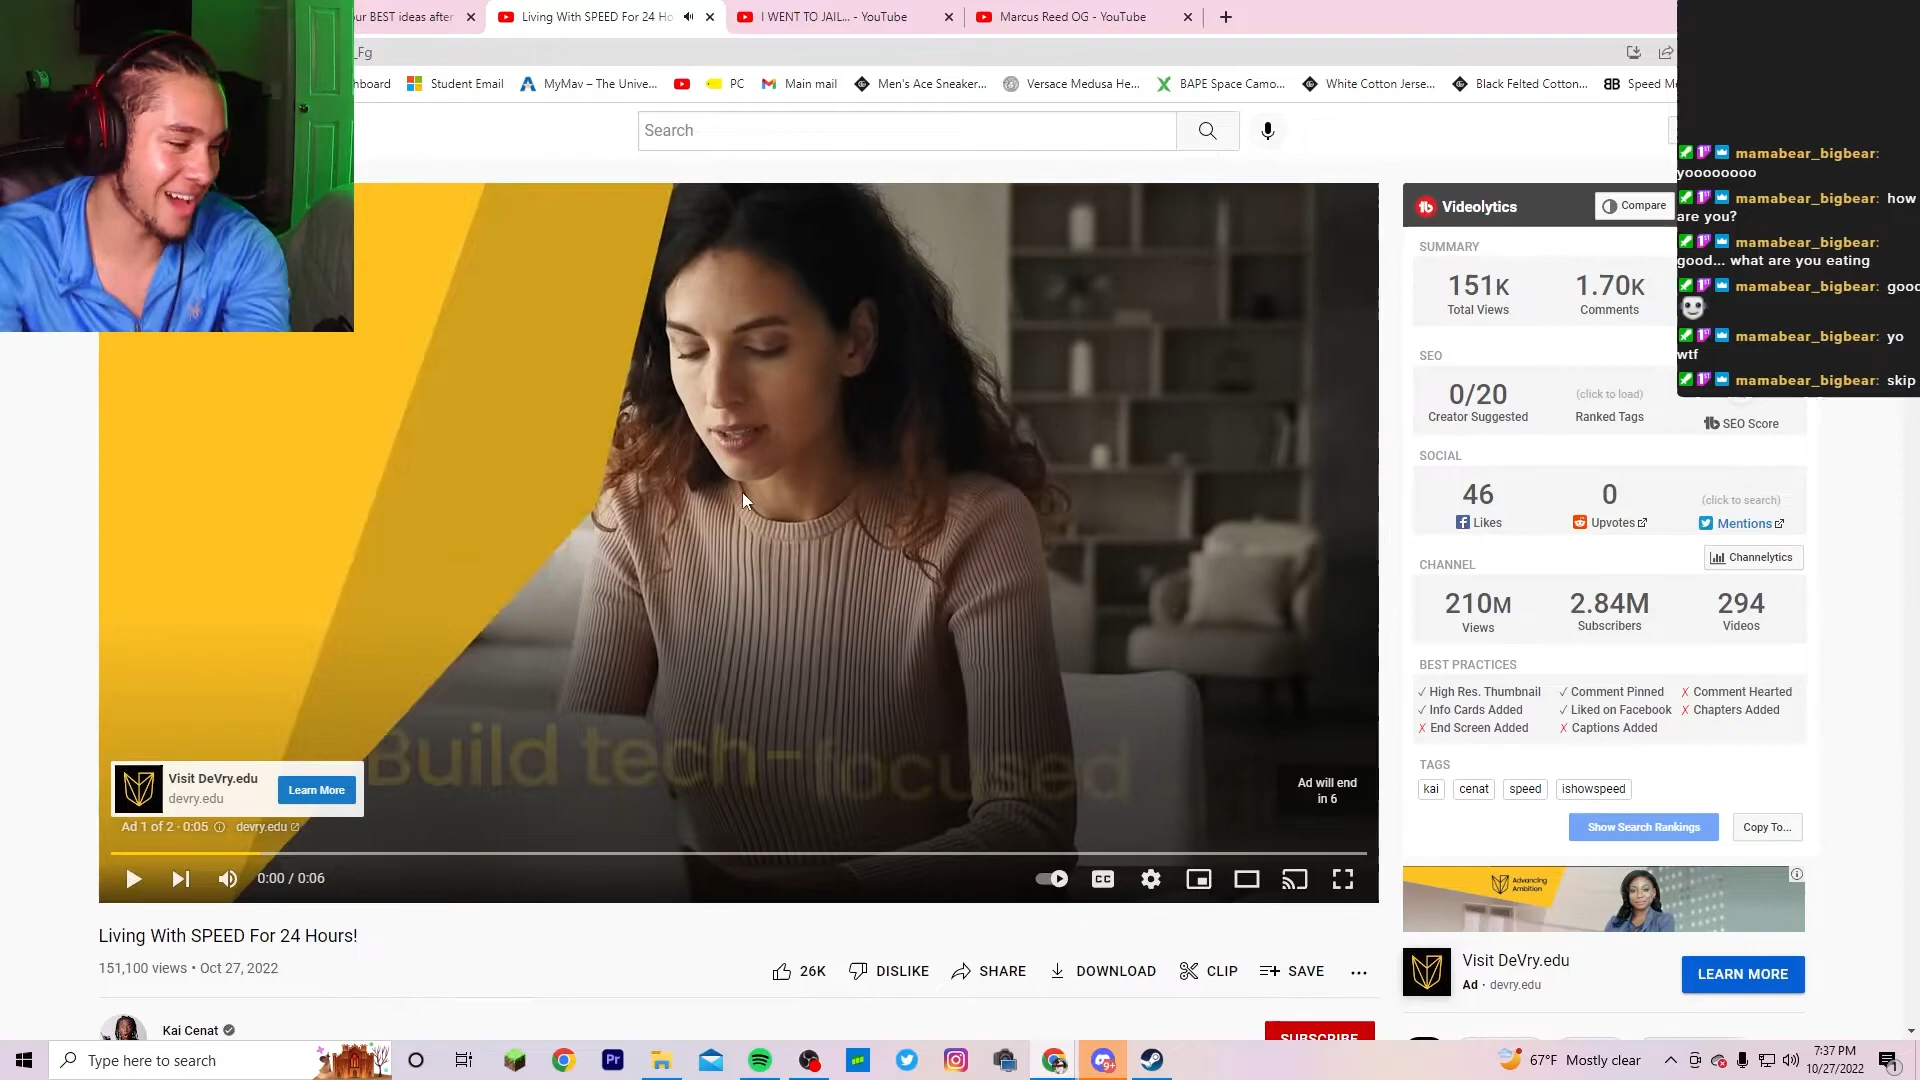 our BEST ideas after
Living With SPEED For 24 Ho
I WENT TO JAIL... - YouTube
Marcus Reed OG - YouTube
_Fg
hboard
Student Email
MyMav – The Unive...
PC
Main mail
Men's Ace Sneaker...
Versace Medusa He...
BAPE Space Camo...
White Cotton Jerse...
Black Felted Cotton...
BB
Speed Me
Search
mamabear_bigbear:
yoooooooo
mamabear_bigbear: how
are you?
mamabear_bigbear:
good... what are you eating
mamabear_bigbear: good
mamabear_bigbear: yo
wtf
mamabear_bigbear: skip
Videolytics
Compare
SUMMARY
151K
1.70K
Total Views
Comments
SEO
0/20
(click to load)
Creator Suggested
Ranked Tags
SEO Score
SOCIAL
46
0
(click to search)
Likes
Upvotes
Mentions
CHANNEL
Channelytics
210M
2.84M
294
Views
Subscribers
Videos
BEST PRACTICES
✓ High Res. Thumbnail
✓ Comment Pinned
✗ Comment Hearted
✓ Info Cards Added
✓ Liked on Facebook
✗ Chapters Added
✗ End Screen Added
✗ Captions Added
TAGS
kai
cenat
speed
ishowspeed
Show Search Rankings
Copy To...
Build tech-focused
Visit DeVry.edu
devry.edu
Learn More
Ad 1 of 2 · 0:05
devry.edu
Ad will end
in 6
0:00 / 0:06
CC
Advancing
Ambition
Living With SPEED For 24 Hours!
151,100 views • Oct 27, 2022
26K
DISLIKE
SHARE
DOWNLOAD
CLIP
SAVE
...
Visit DeVry.edu
Ad · devry.edu
LEARN MORE
Kai Cenat
SUBSCRIBE
Type here to search
Pr
9+
67°F Mostly clear
7:37 PM
10/27/2022
1